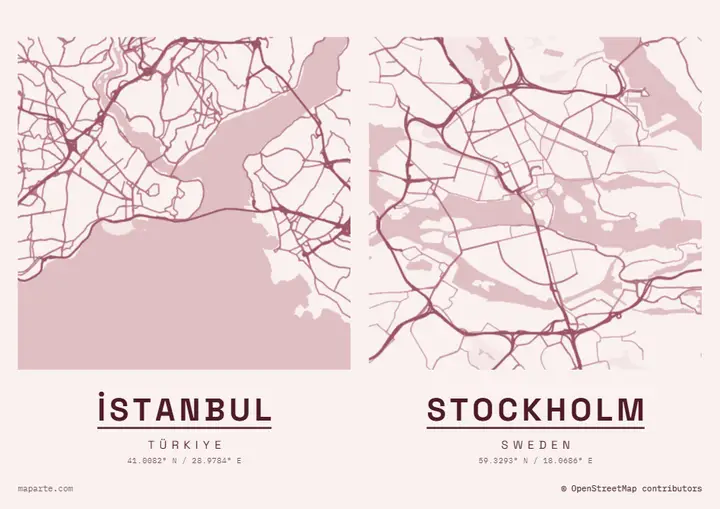 İSTANBUL
TÜRKIYE
41.0082° N / 28.9784° E
STOCKHOLM
SWEDEN
59.3293° N / 18.0686° E
maparte.com
© OpenStreetMap contributors